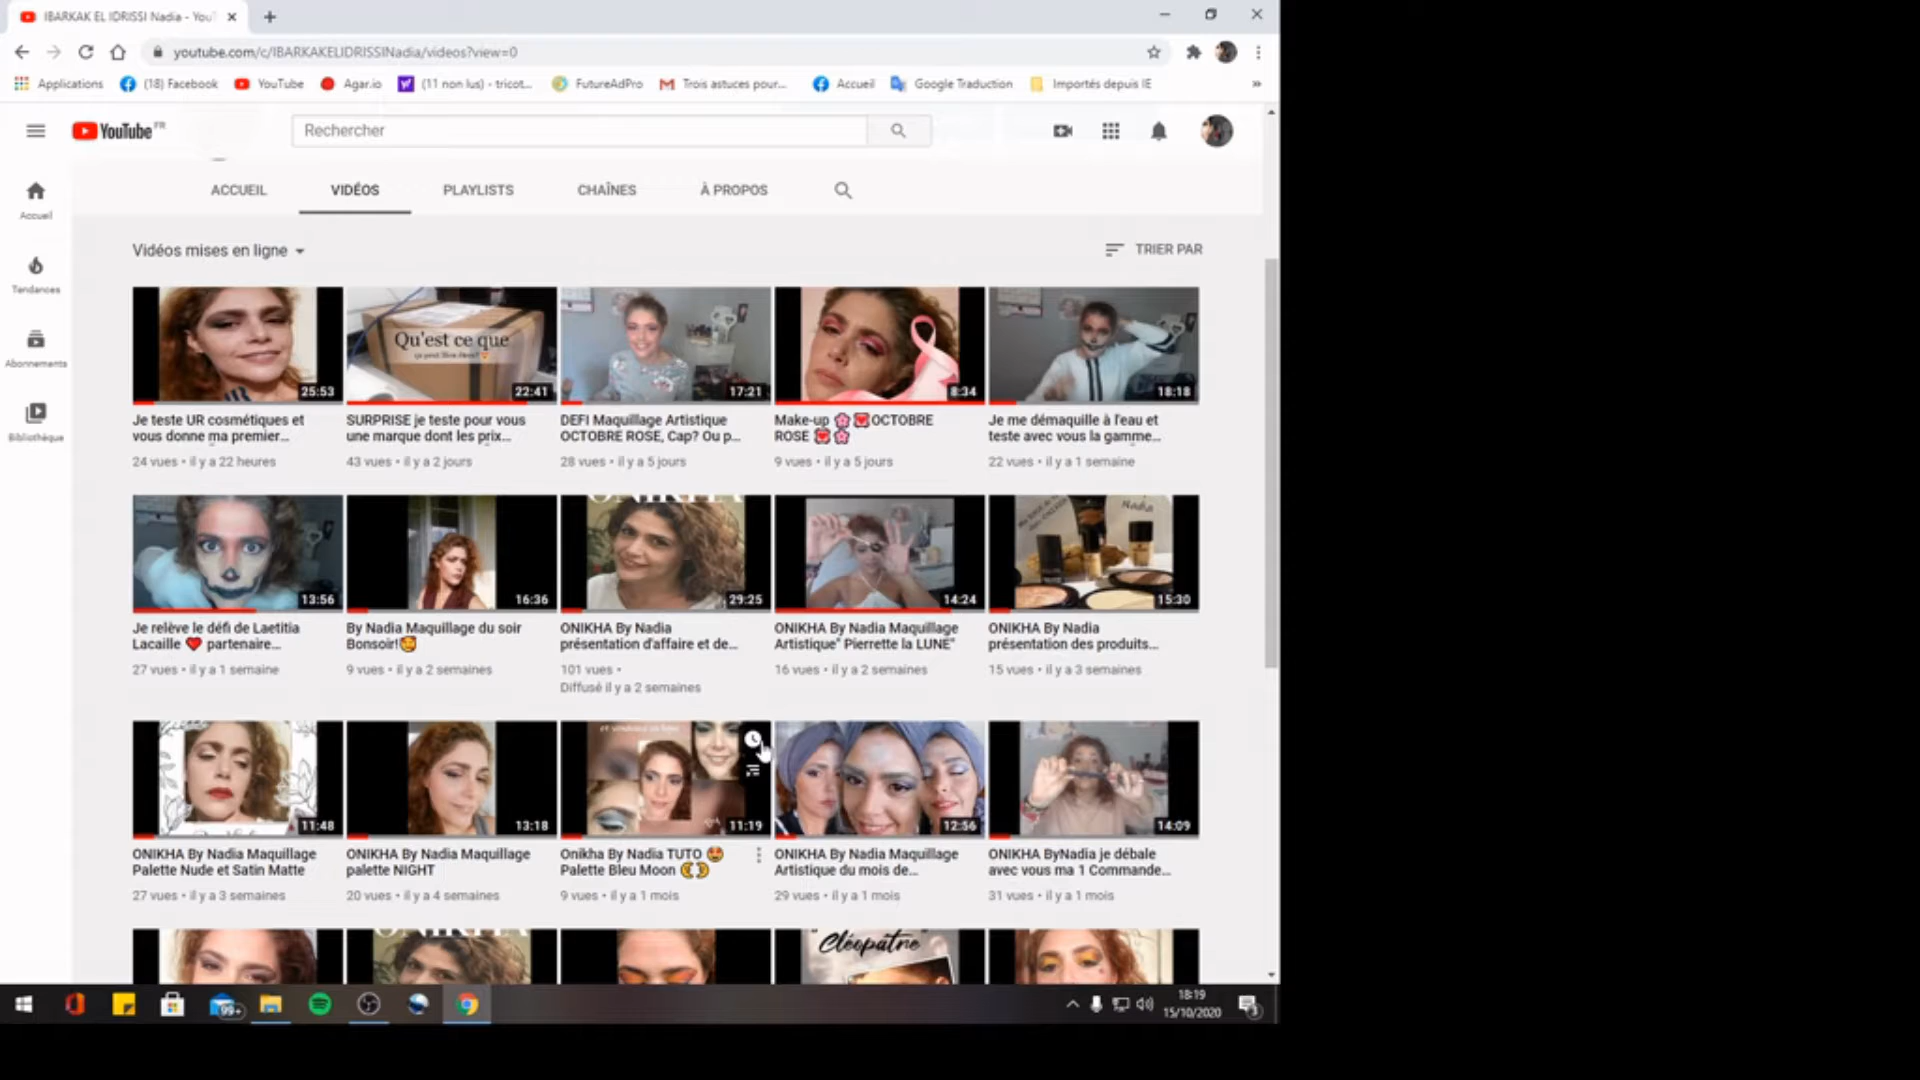 IBARKAK EL IDRISSI Nadia - YouT
youtube.com/c/IBARKAKELIDRISSINadia/videos?view=0
Applications
(18) Facebook
YouTube
Agar.io
(11 non lus) - tricot...
FutureAdPro
Trois astuces pour...
Accueil
Google Traduction
Importés depuis IE
»
YouTube FR
Rechercher
ACCUEIL
VIDÉOS
PLAYLISTS
CHAÎNES
À PROPOS
Accueil
Tendances
Abonnements
Bibliothèque
Vidéos mises en ligne
TRIER PAR
25:53
Qu'est ce que
22:41
17:21
8:34
18:18
Je teste UR cosmétiques et
vous donne ma premier...
24 vues • il y a 22 heures
SURPRISE je teste pour vous
une marque dont les prix...
43 vues • il y a 2 jours
DEFI Maquillage Artistique
OCTOBRE ROSE, Cap? Ou p...
28 vues • il y a 5 jours
Make-up 🌸💟OCTOBRE
ROSE 💟🌸
9 vues • il y a 5 jours
Je me démaquille à l'eau et
teste avec vous la gamme...
22 vues • il y a 1 semaine
13:56
16:36
ONIKHA
29:25
14:24
Nadia
15:30
Je relève le défi de Laetitia
Lacaille ❤️ partenaire...
27 vues • il y a 1 semaine
By Nadia Maquillage du soir
Bonsoir!🥰
9 vues • il y a 2 semaines
ONIKHA By Nadia
présentation d'affaire et de...
101 vues •
Diffusé il y a 2 semaines
ONIKHA By Nadia Maquillage
Artistique" Pierrette la LUNE"
16 vues • il y a 2 semaines
ONIKHA By Nadia
présentation des produits...
15 vues • il y a 3 semaines
11:48
13:18
11:19
12:56
14:09
ONIKHA By Nadia Maquillage
Palette Nude et Satin Matte
27 vues • il y a 3 semaines
ONIKHA By Nadia Maquillage
palette NIGHT
20 vues • il y a 4 semaines
Onikha By Nadia TUTO 😍
Palette Bleu Moon 🌔🌛
9 vues • il y a 1 mois
ONIKHA By Nadia Maquillage
Artistique du mois de...
29 vues • il y a 1 mois
ONIKHA ByNadia je débale
avec vous ma 1 Commande...
31 vues • il y a 1 mois
ONIKHA
"Cléopatre"
99+
18:19
15/10/2020
3